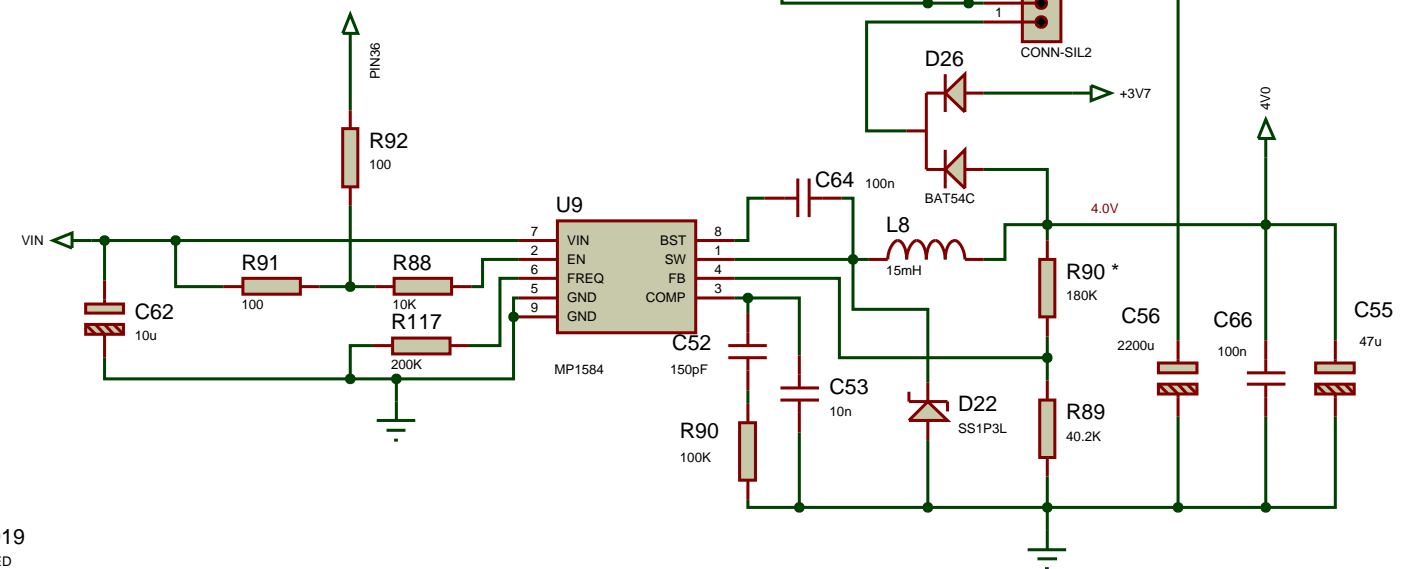 1
CONN-SIL2
PIN36
D26
+3V7
4V0
R92
100
C64
100n
BAT54C
U9
4.0V
VIN
7
VIN
BST
8
L8
2
EN
SW
1
15mH
R91
100
R88
10K
6
FREQ
FB
4
R90 *
180K
5
GND
COMP
3
9
GND
C62
10u
R117
200K
C52
150pF
C56
2200u
C66
100n
C55
47u
MP1584
C53
10n
D22
SS1P3L
R89
40.2K
R90
100K
19
ED